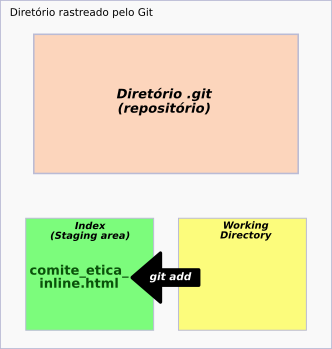 Diretório rastreado pelo Git
Diretório .git
(repositório)
Index
(Staging area)
comite_etica_
inline.html
git add
Working
Directory